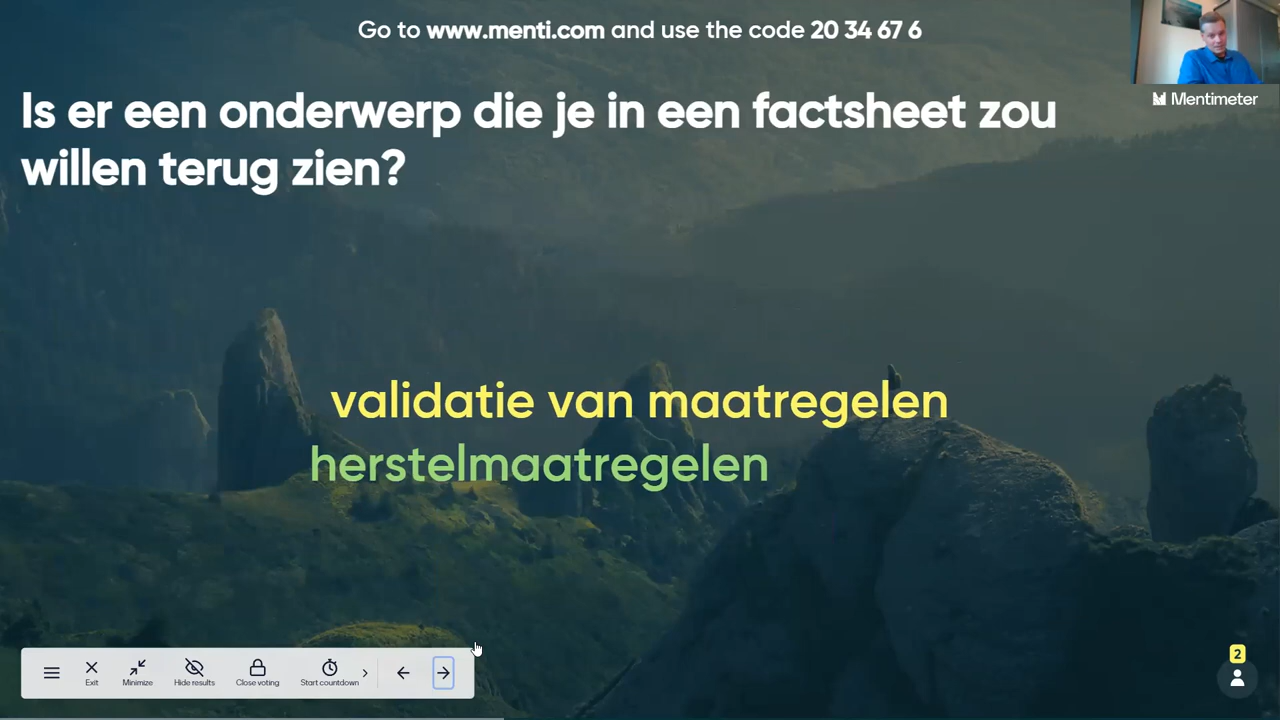 Go to www.menti.com and use the code 20 34 67 6
Mentimeter
Is er een onderwerp die je in een factsheet zou
willen terug zien?
validatie van maatregelen
herstelmaatregelen
2
Exit
Minimize
Hide results
Close voting
Start countdown